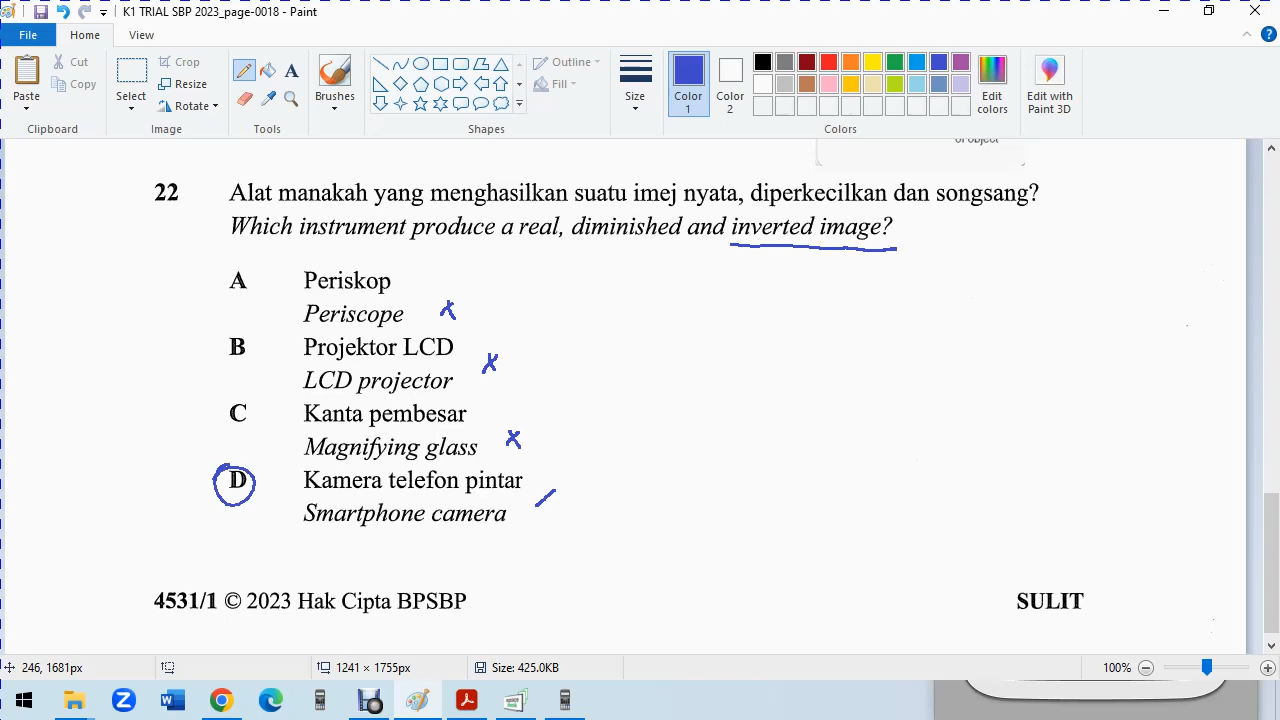 K1 TRIAL SBP 2023_page-0018 - Paint
File Home View
Paste Cut Copy Clipboard
Select Crop Resize Rotate Image
A Tools
Brushes
Outline Fill Shapes
Size
Color 1 Color 2 Edit colors Colors
Edit with Paint 3D
of object
22 Alat manakah yang menghasilkan suatu imej nyata, diperkecilkan dan songsang?
Which instrument produce a real, diminished and inverted image?
A Periskop
Periscope x
B Projektor LCD
LCD projector x
C Kanta pembesar
Magnifying glass x
D Kamera telefon pintar
Smartphone camera
4531/1 © 2023 Hak Cipta BPSBP SULIT
246, 1681px 1241 × 1755px Size: 425.0KB 100%